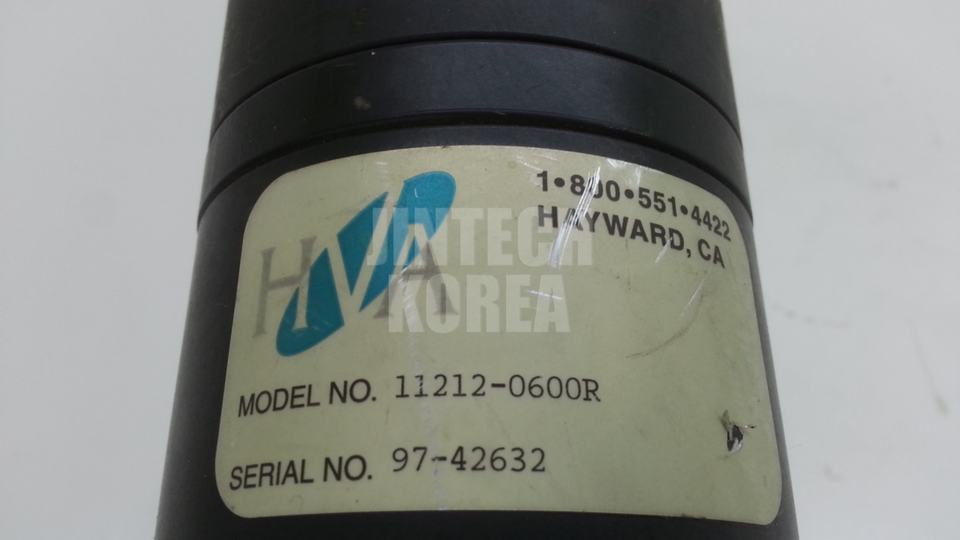 1•800•551•4422
HAYWARD, CA
HVA
JINTECH
KOREA
MODEL NO. 11212-0600R
SERIAL NO. 97-42632